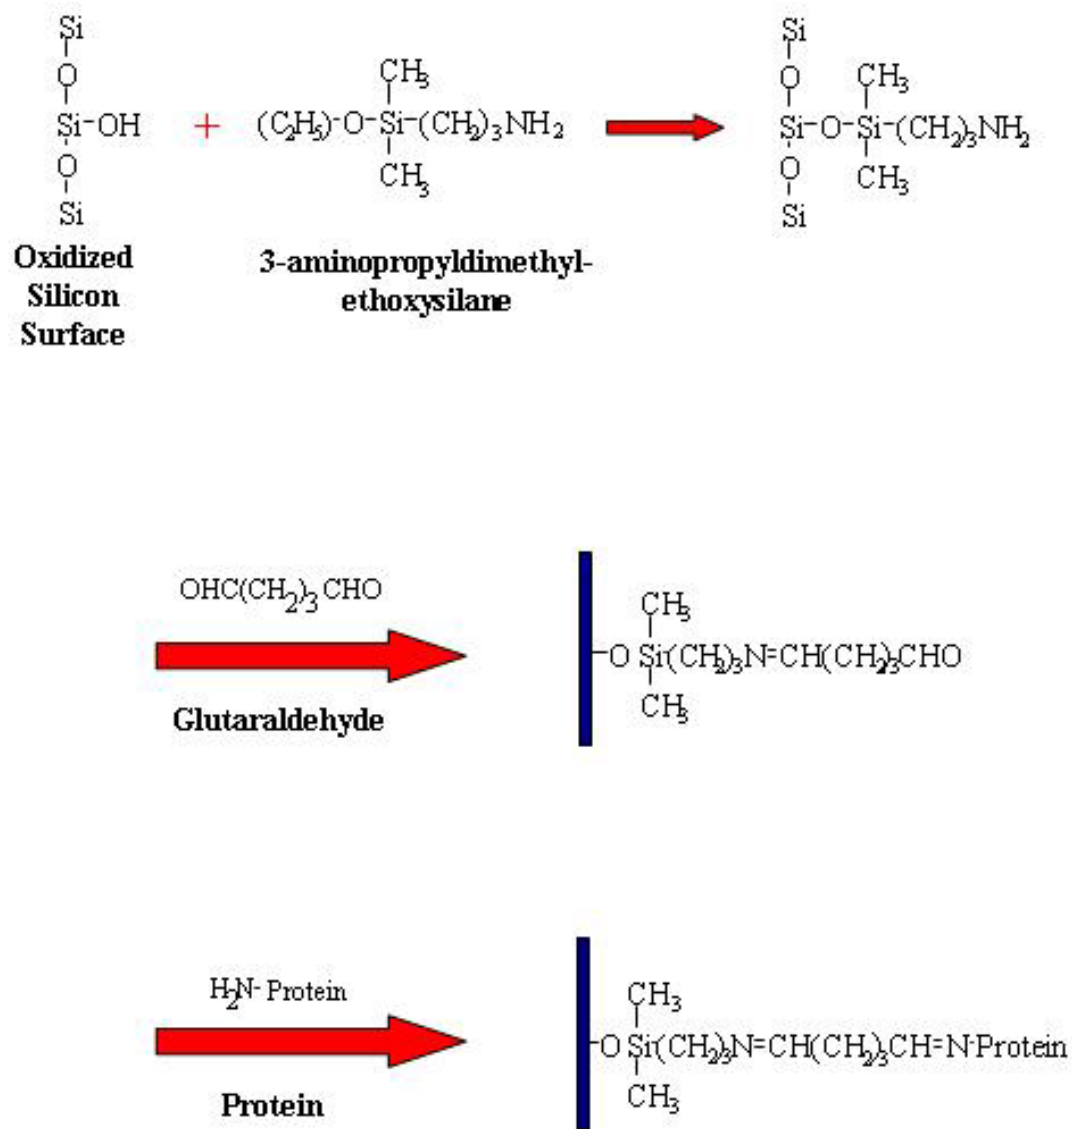 Si
O
Si-OH
O
Si
+
CH3
(C2H5)-O-Si-(CH2)3NH2
CH3
Si
O
Si-O-Si-(CH2)3NH2
O
Si
CH3
CH3
Oxidized
Silicon
Surface
3-aminopropyldimethyl-
ethoxysilane
OHC(CH2)3CHO
Glutaraldehyde
CH3
-O Si(CH2)3N=CH(CH2)3CHO
CH3
H2N-Protein
Protein
CH3
-O Si(CH2)3N=CH(CH2)3CH=N-Protein
CH3